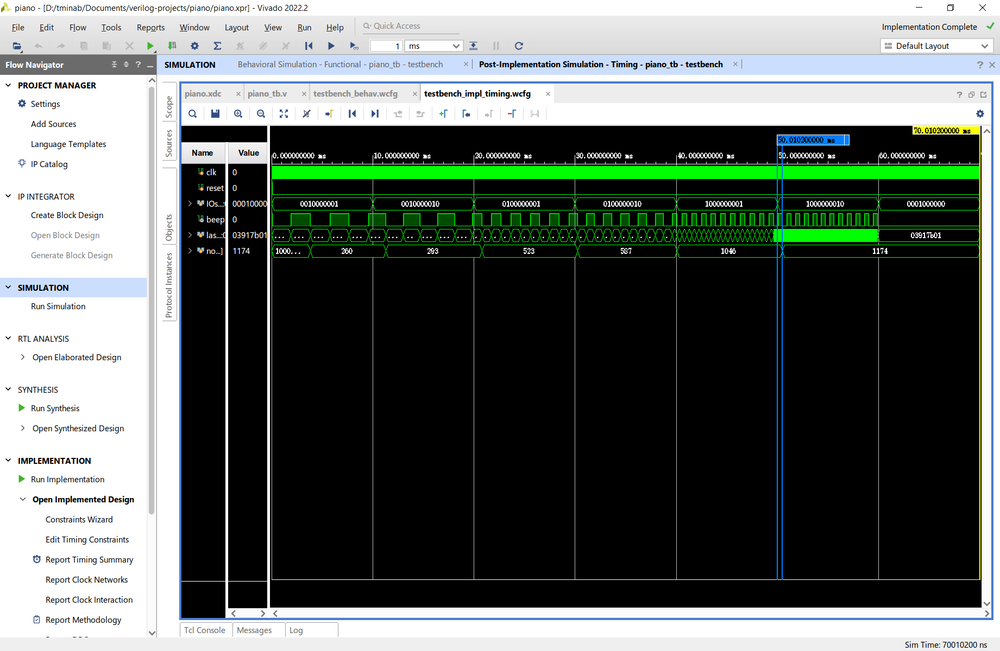 piano - [D:/tminab/Documents/verilog-projects/piano/piano.xpr] - Vivado 2022.2
File Edit Flow Tools Reports Window Layout View Run Help
Quick Access
Implementation Complete
1 ms
Default Layout
Flow Navigator
SIMULATION
Behavioral Simulation - Functional - piano_tb - testbench
Post-Implementation Simulation - Timing - piano_tb - testbench
PROJECT MANAGER
Settings
Add Sources
Language Templates
IP Catalog
IP INTEGRATOR
Create Block Design
Open Block Design
Generate Block Design
SIMULATION
Run Simulation
RTL ANALYSIS
Open Elaborated Design
SYNTHESIS
Run Synthesis
Open Synthesized Design
IMPLEMENTATION
Run Implementation
Open Implemented Design
Constraints Wizard
Edit Timing Constraints
Report Timing Summary
Report Clock Networks
Report Clock Interaction
Report Methodology
Scope
Sources
Objects
Protocol Instances
piano.xdc
piano_tb.v
testbench_behav.wcfg
testbench_impl_timing.wcfg
70.010200000 ms
50.010200000 ms
Name Value
0.000000000 ms 10.000000000 ms 20.000000000 ms 30.000000000 ms 40.000000000 ms 50.000000000 ms 60.000000000 ms
clk 0
reset 0
IOs...:( 00010000 0010000001 0010000010 0100000001 0100000010 1000000001 1000000010 0001000000
beep 0
las...:( 03917b01 ... ... ... ... ... ... ... ... ... ... 03917b01
no...] 1174 1000... 260 293 523 587 1046 1174
Tcl Console Messages Log
Sim Time: 70010200 ns